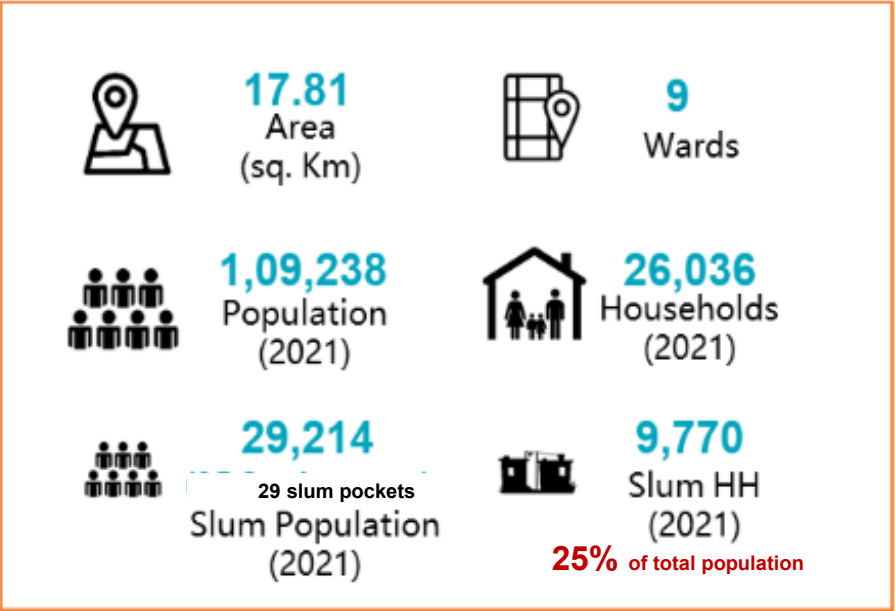 17.81
Area
(sq. Km)
9
Wards
1,09,238
Population
(2021)
26,036
Households
(2021)
29,214
29 slum pockets
Slum Population
(2021)
9,770
Slum HH
(2021)
25% of total population